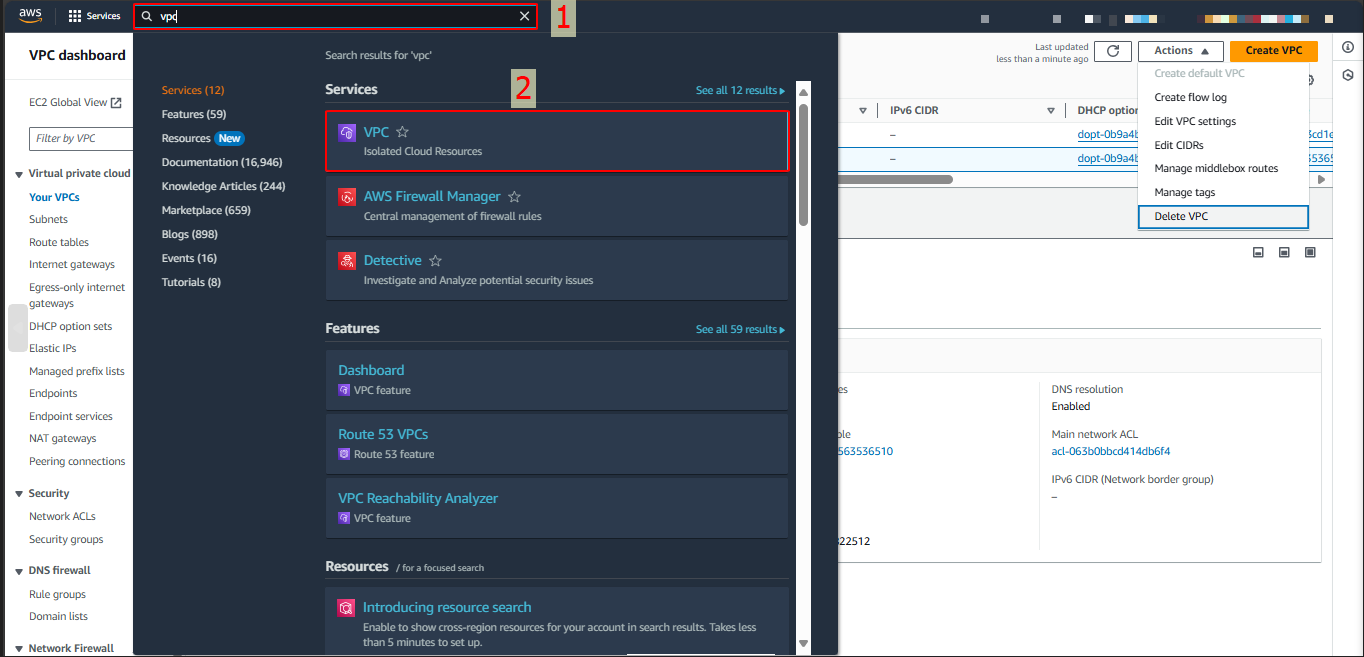 aws
Services
vpc
1
VPC dashboard
EC2 Global View
Filter by VPC
Virtual private cloud
Your VPCs
Subnets
Route tables
Internet gateways
Egress-only internet
gateways
DHCP option sets
Elastic IPs
Managed prefix lists
Endpoints
Endpoint services
NAT gateways
Peering connections
Security
Network ACLs
Security groups
DNS firewall
Rule groups
Domain lists
Network Firewall
Search results for 'vpc'
Services (12)
Features (59)
Resources New
Documentation (16,946)
Knowledge Articles (244)
Marketplace (659)
Blogs (898)
Events (16)
Tutorials (8)
2
Services
See all 12 results
VPC
Isolated Cloud Resources
AWS Firewall Manager
Central management of firewall rules
Detective
Investigate and Analyze potential security issues
Features
See all 59 results
Dashboard
VPC feature
Route 53 VPCs
Route 53 feature
VPC Reachability Analyzer
VPC feature
Resources / for a focused search
Introducing resource search
Enable to show cross-region resources for your account in search results. Takes less
than 5 minutes to set up.
Last updated
less than a minute ago
Actions
Create VPC
Create default VPC
Create flow log
Edit VPC settings
Edit CIDRs
Manage middlebox routes
Manage tags
Delete VPC
IPv6 CIDR
DHCP option
–
dopt-0b9a4b
3cd1e
–
dopt-0b9a4b
55365
es
DNS resolution
Enabled
ble
563536510
Main network ACL
acl-063b0bbcd414db6f4
IPv6 CIDR (Network border group)
–
322512